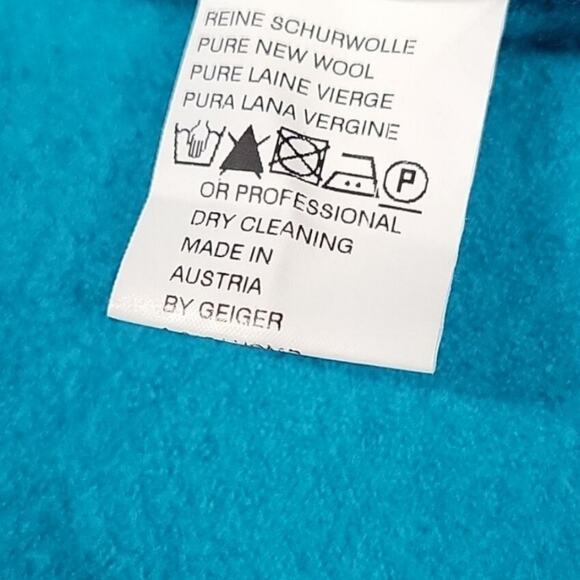 REINE SCHURWOLLE
PURE NEW WOOL
PURE LAINE VIERGE
PURA LANA VERGINE
P
OR PROFESSIONAL
DRY CLEANING
MADE IN
AUSTRIA
BY GEIGER